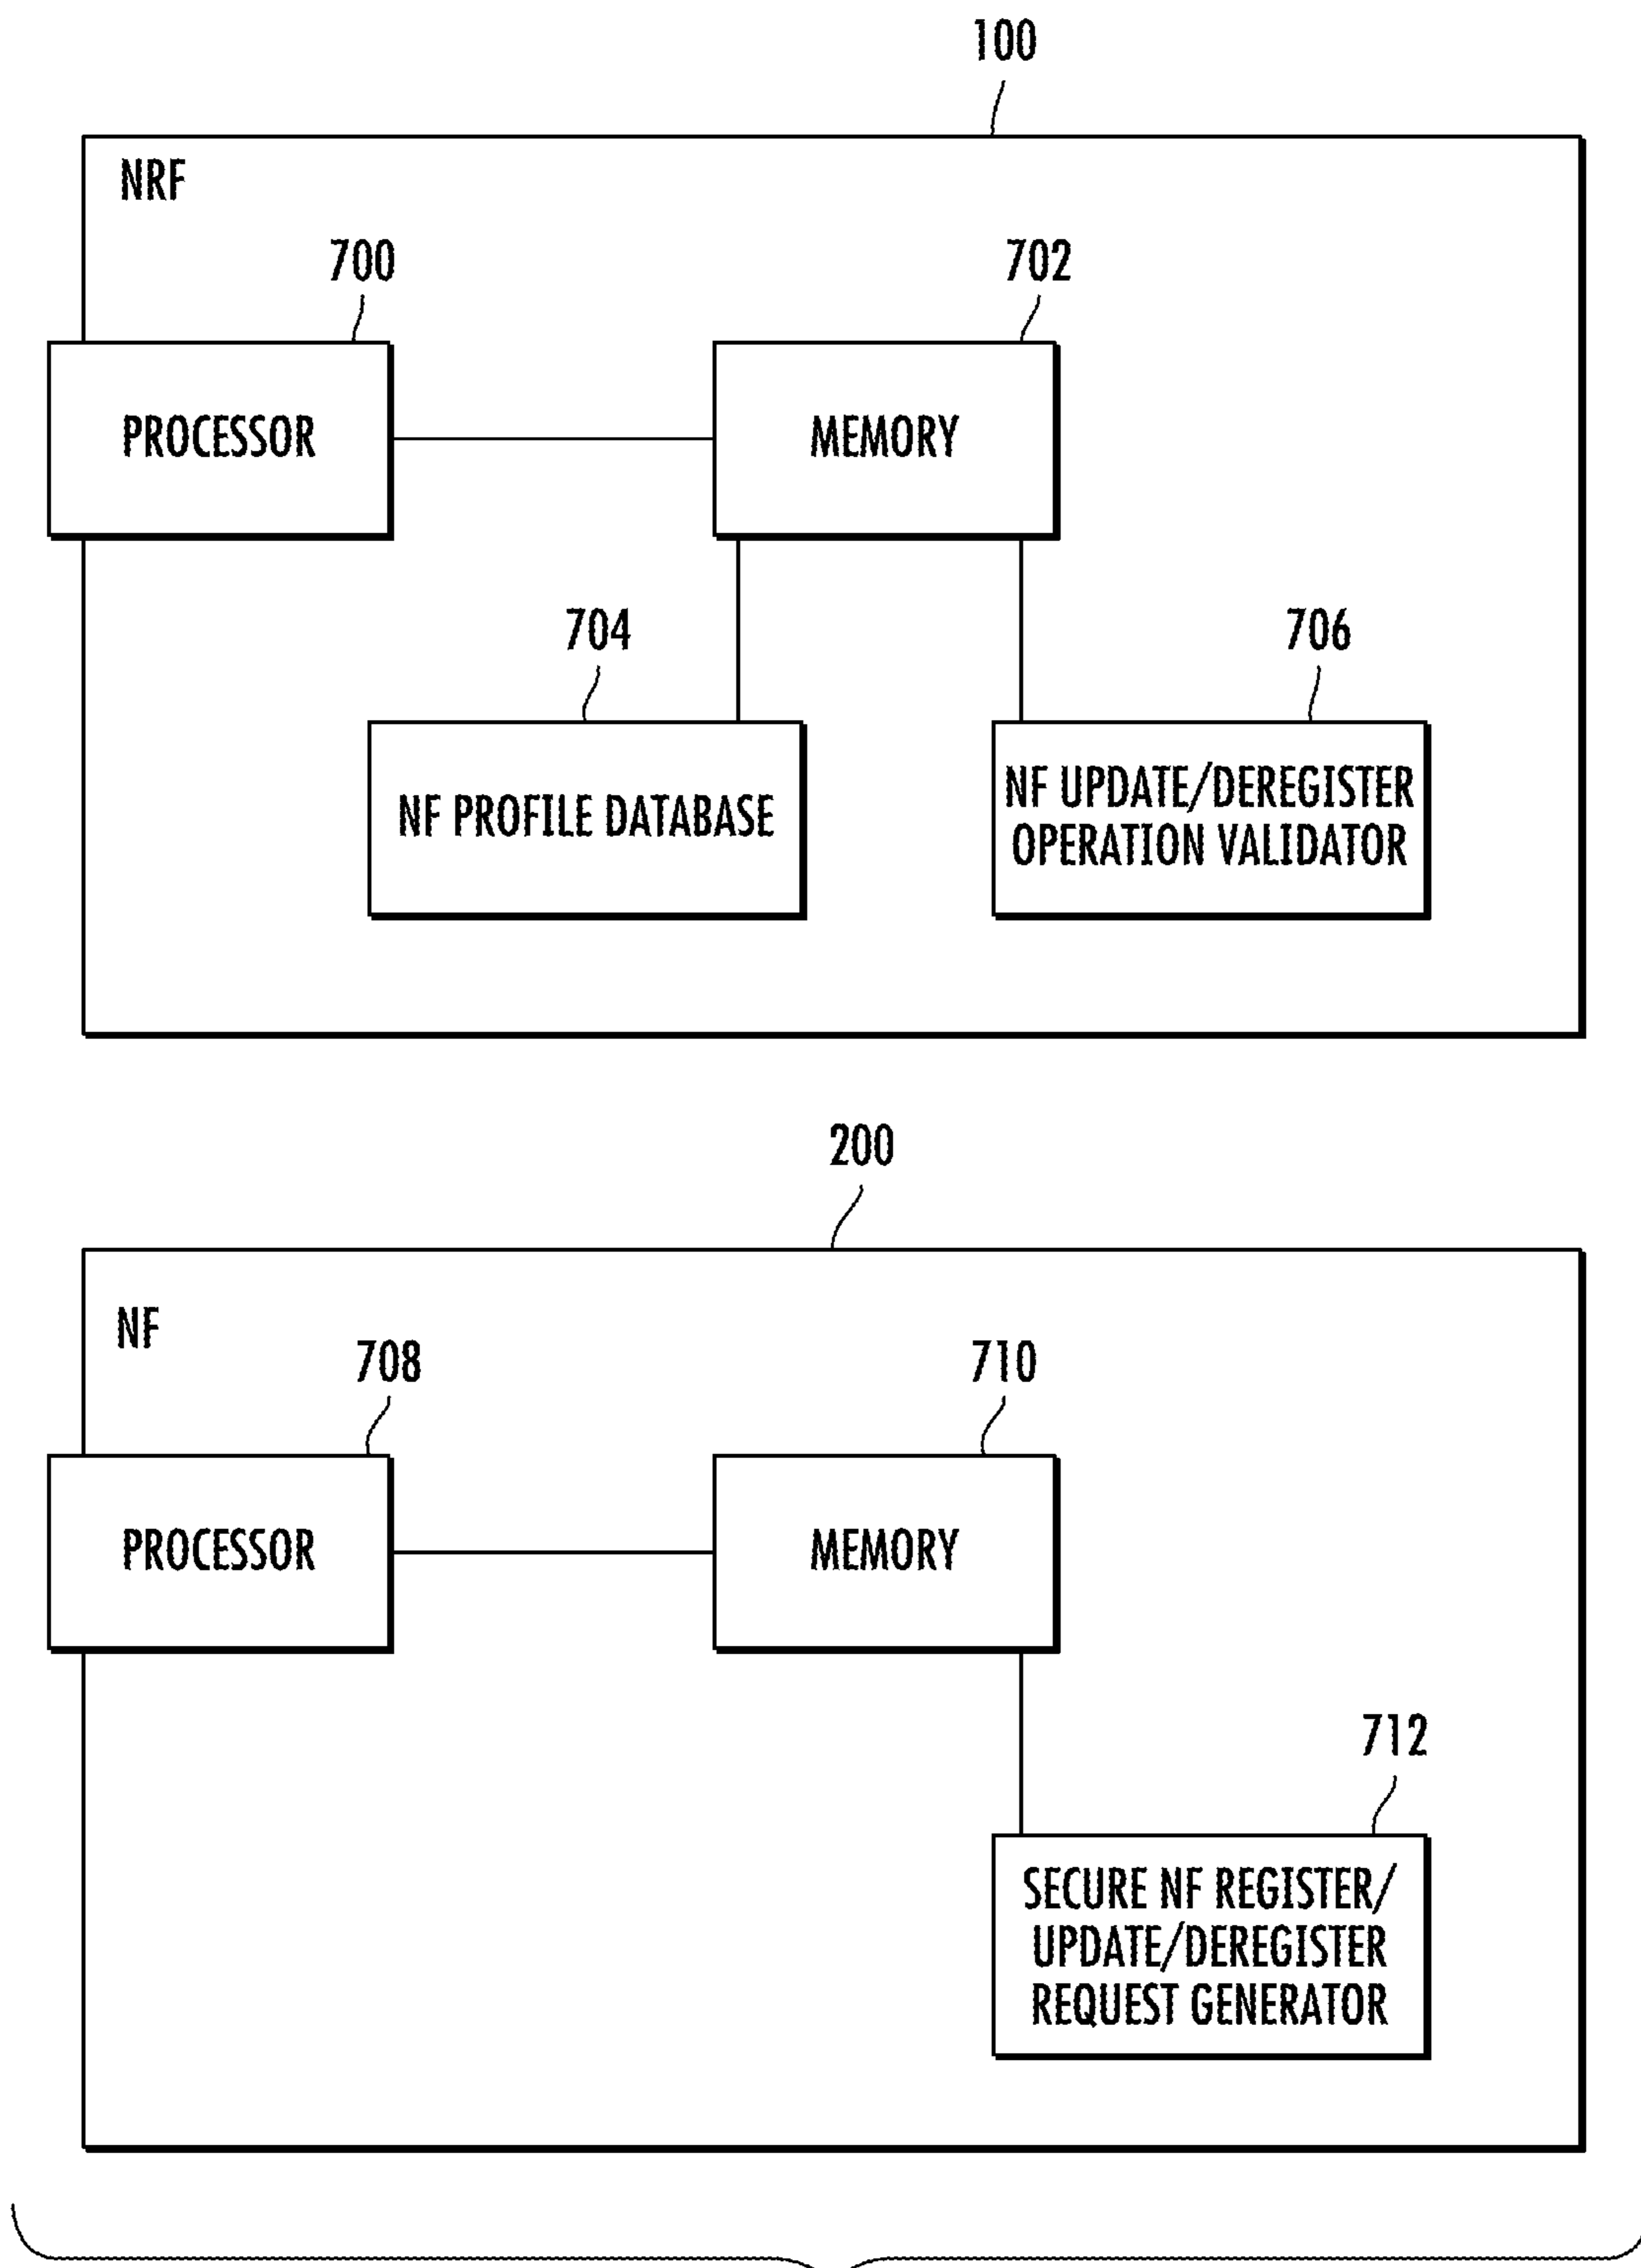 100
NRF
700
702
PROCESSOR
MEMORY
704
706
NF PROFILE DATABASE
NF UPDATE/DEREGISTER
OPERATION VALIDATOR
200
NF
708
710
PROCESSOR
MEMORY
712
SECURE NF REGISTER/
UPDATE/DEREGISTER
REQUEST GENERATOR